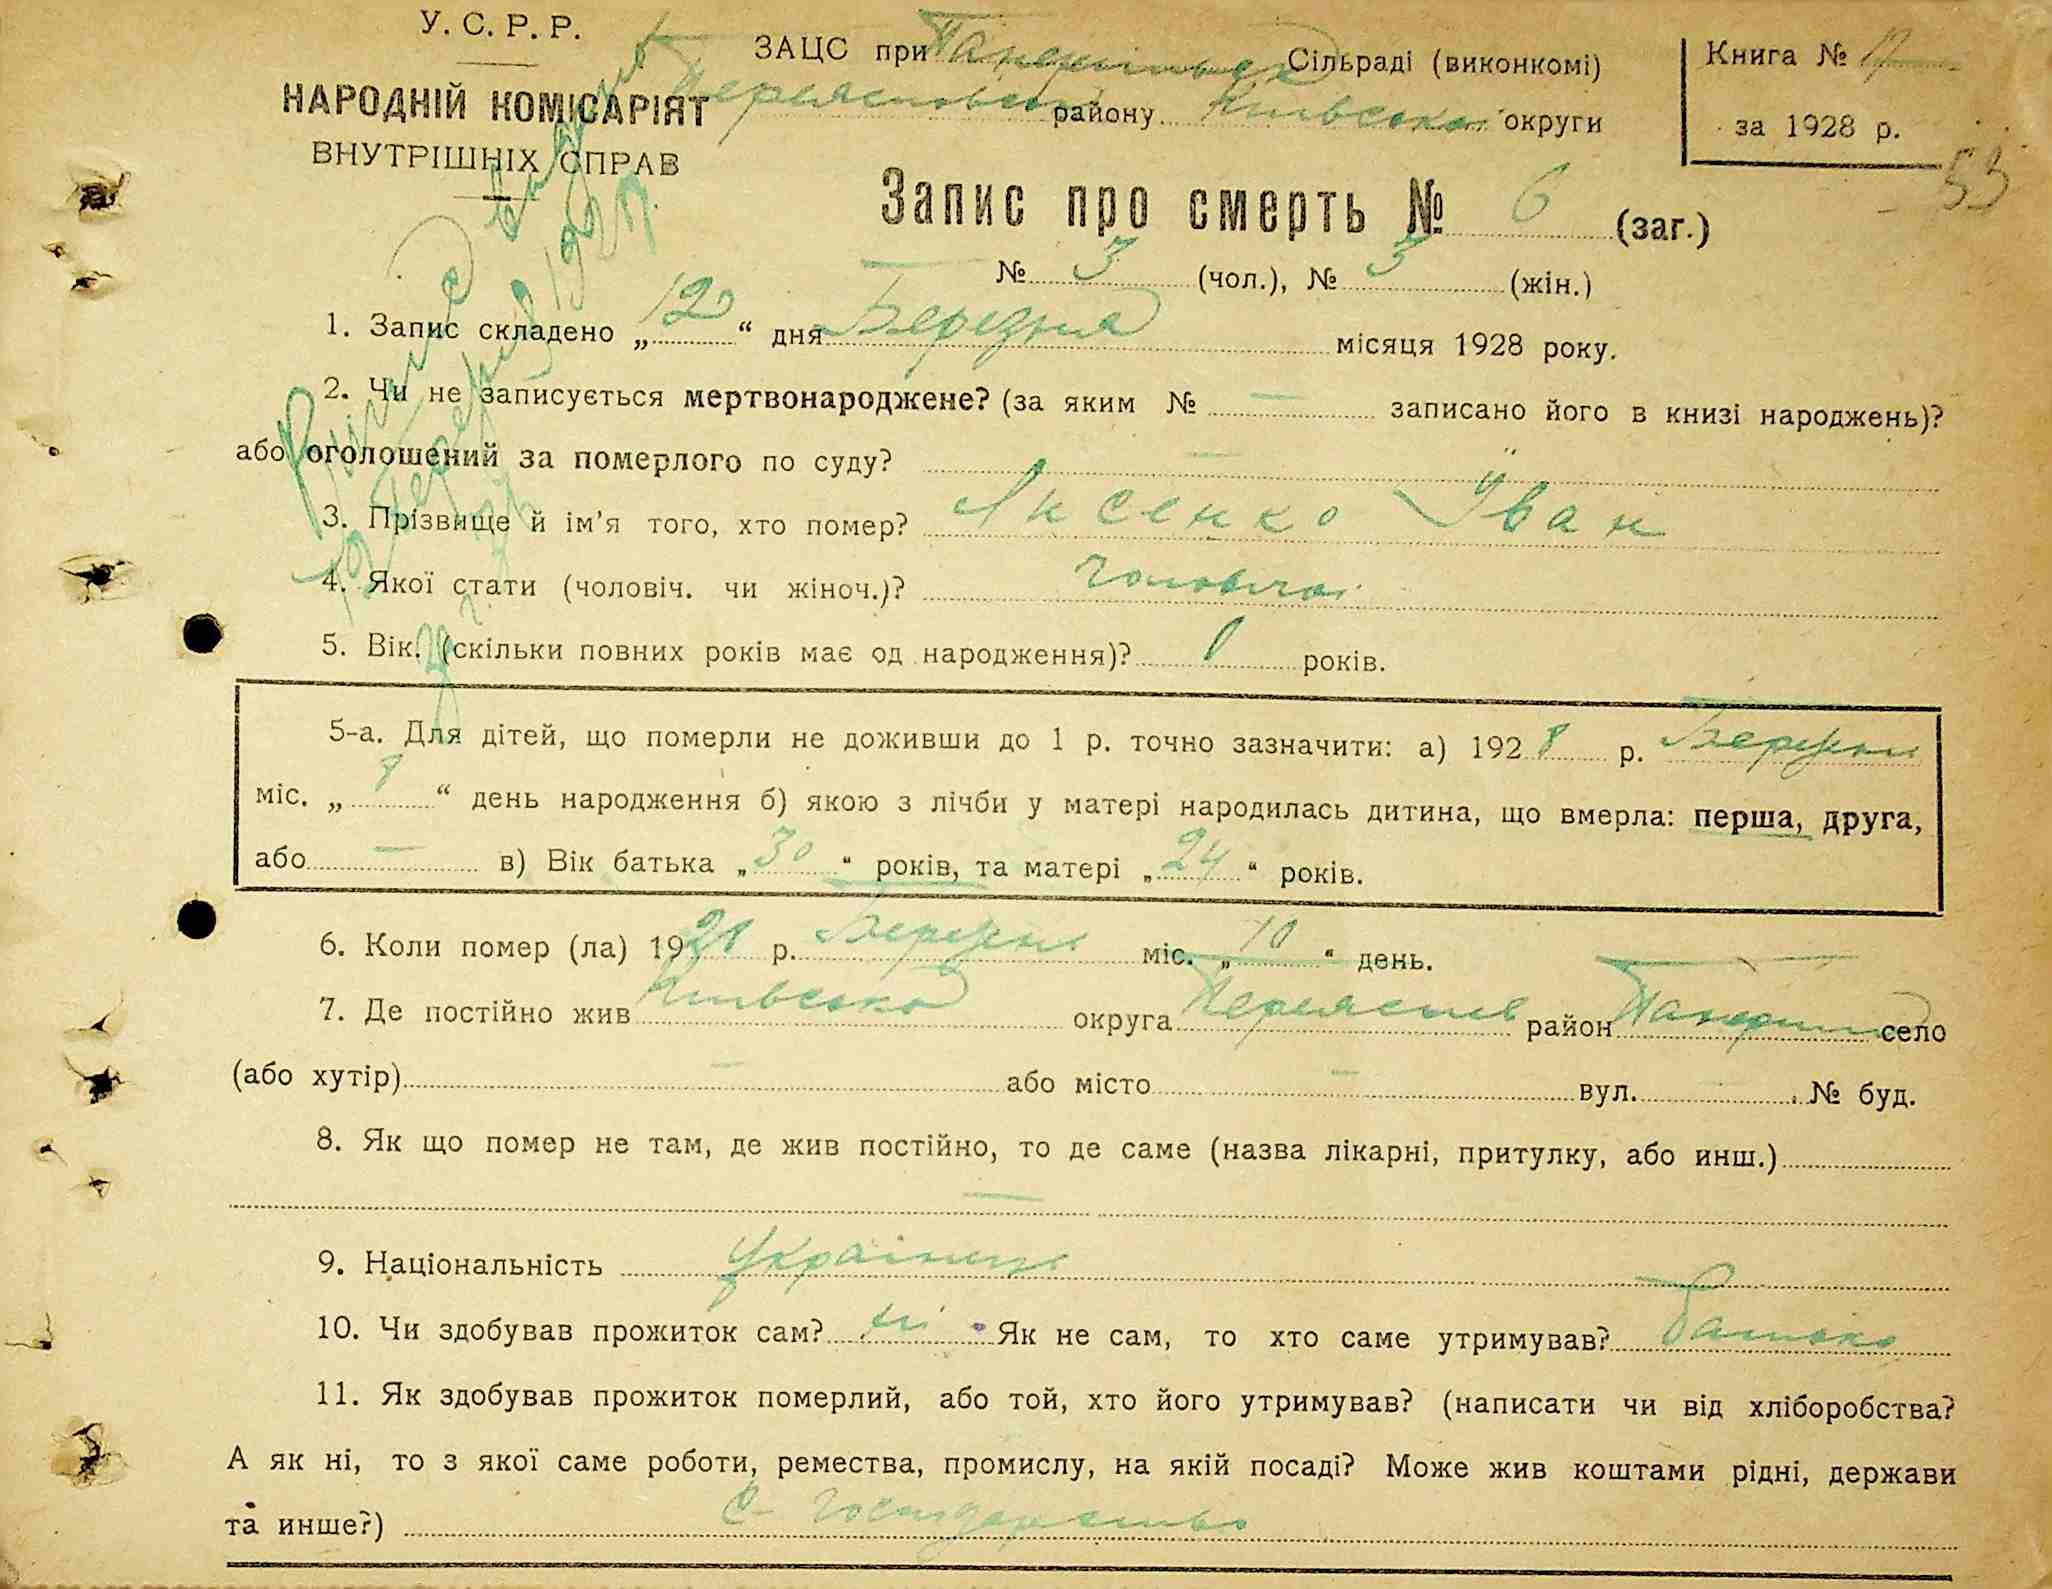 У. С. Р. Р.
НАРОДНІЙ КОМІСАРІЯТ
ВНУТРІШНІХ СПРАВ
ЗАЦС при Сільраді (виконкомі)
району Київської округи
Книга №
за 1928 р.
53
Запис про смерть № 6 (заг.)
№ 3 (чол.), № 3 (жін.)
1. Запис складено „12“ дня Березня місяця 1928 року.
2. Чи не записується мертвонароджене? (за яким № — записано його в книзі народжень)?
або оголошений за померлого по суду? —
3. Прізвище й ім’я того, хто помер? Лисенко Іван
4. Якої стати (чоловіч. чи жіноч.)? Чоловічої
5. Вік. (скільки повних років має од народження)? років.
5-а. Для дітей, що померли не доживши до 1 р. точно зазначити: а) 1928 р. Березня
міс. „8“ день народження б) якою з лічби у матері народилась дитина, що вмерла: перша, друга,
або — в) Вік батька „30“ років, та матері „24“ років.
6. Коли помер (ла) 1928 р. Березня міс. „10“ день.
7. Де постійно жив Київсько округа Переяслів район село
(або хутір) — або місто — вул. № буд.
8. Як що помер не там, де жив постійно, то де саме (назва лікарні, притулку, або инш.)
—
9. Національність Українець
10. Чи здобував прожиток сам? ні Як не сам, то хто саме утримував? батько
11. Як здобував прожиток померлий, або той, хто його утримував? (написати чи від хліборобства?
А як ні, то з якої саме роботи, ремества, промислу, на якій посаді? Може жив коштами рідні, держави
та инше?) С-господарство